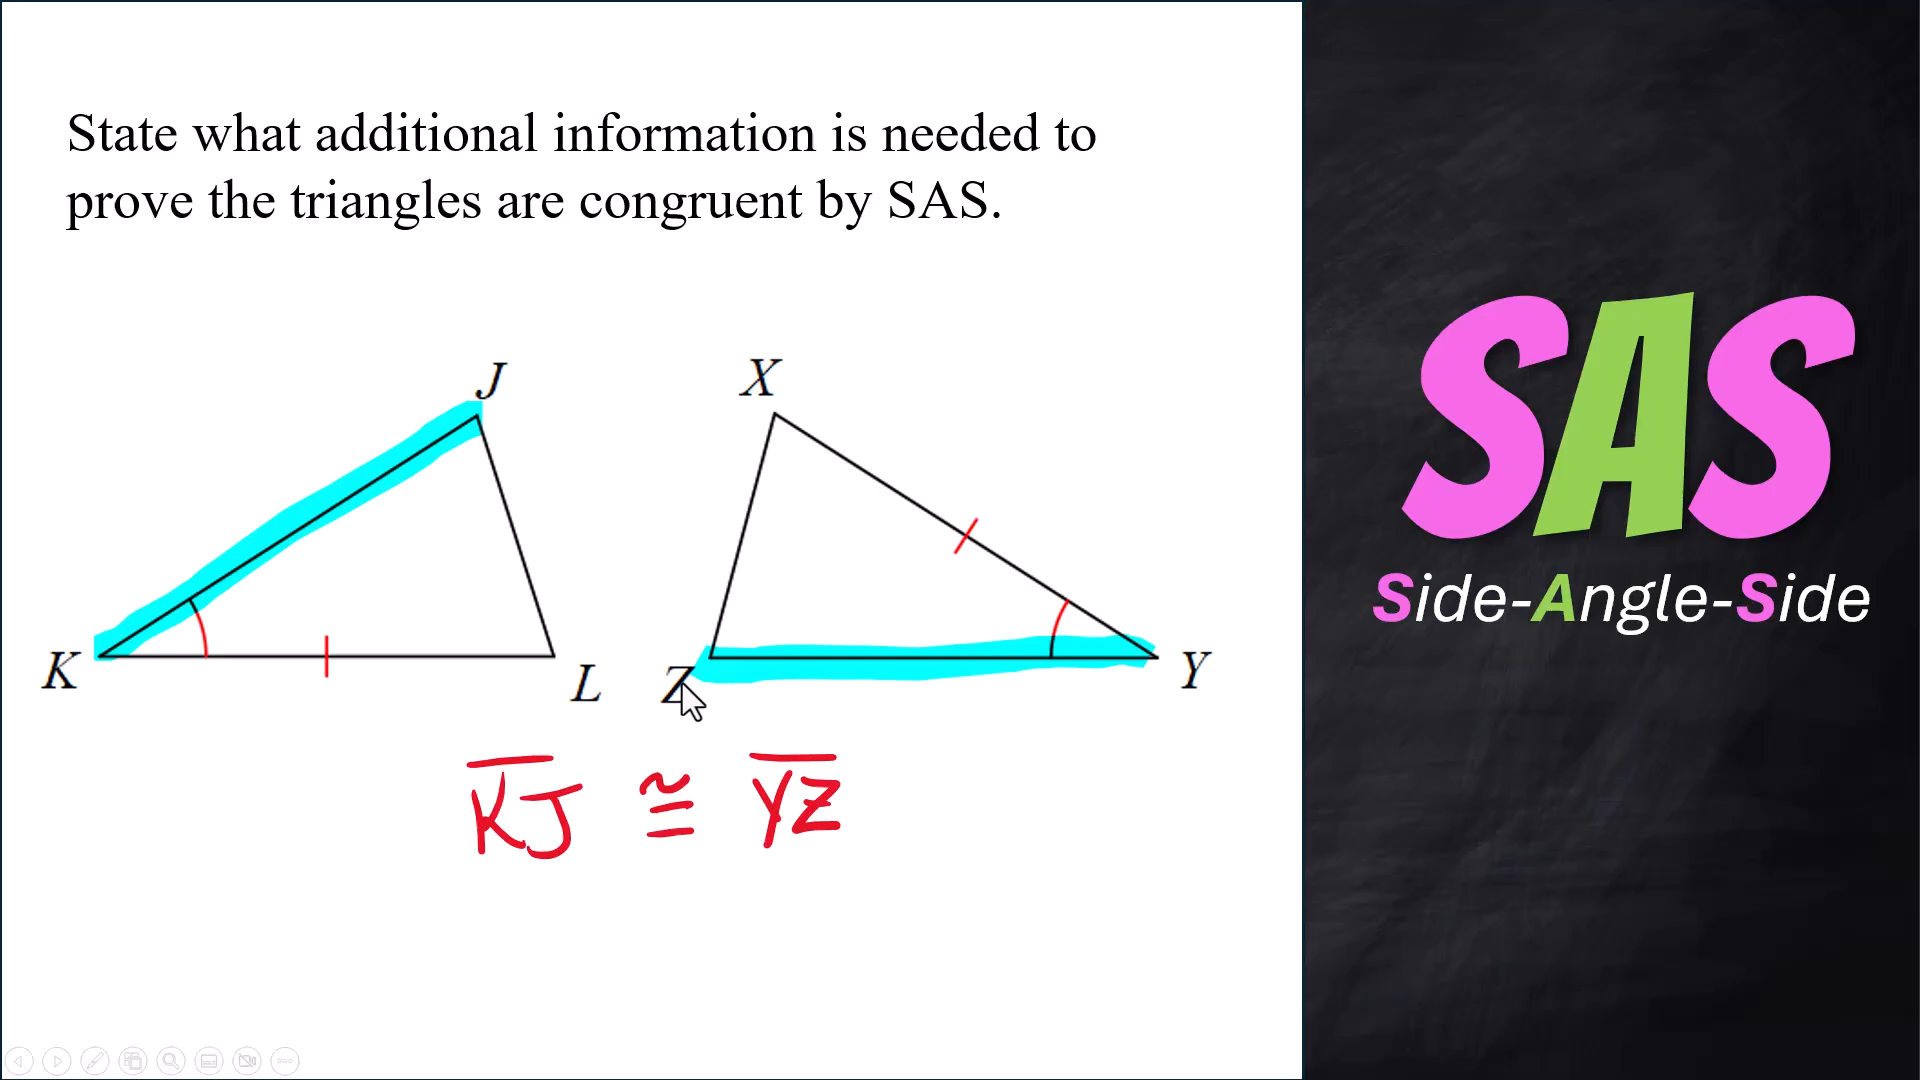 State what additional information is needed to
prove the triangles are congruent by SAS.
J
X
K
L
Z
Y
KJ ≅ YZ
SAS
Side-Angle-Side